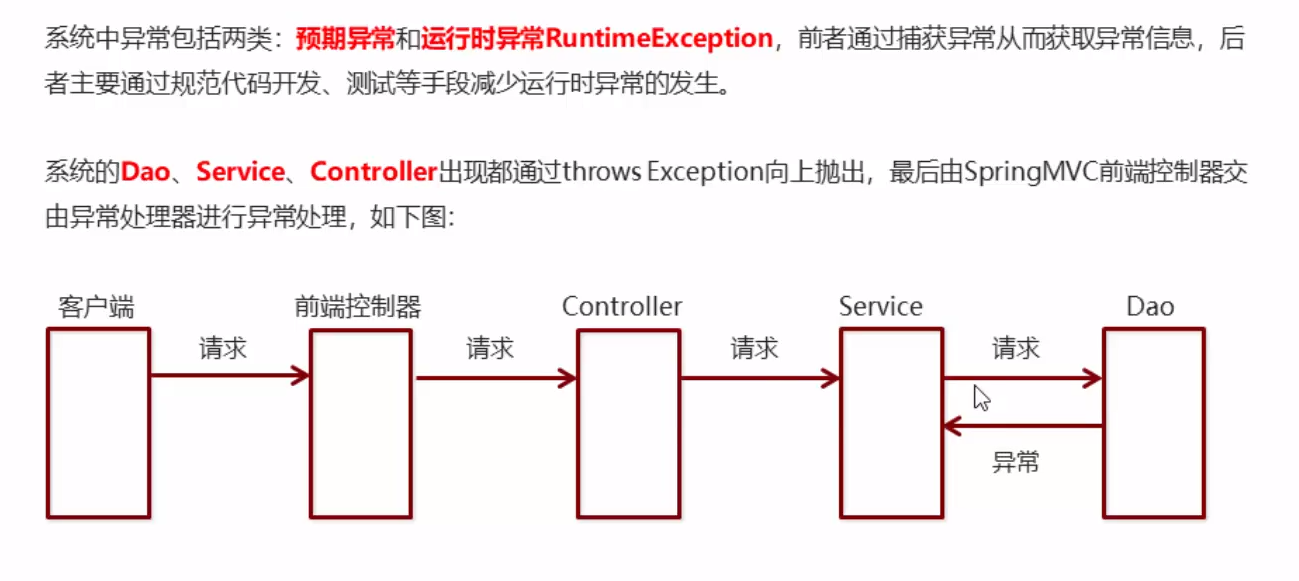 系统中异常包括两类：预期异常和运行时异常RuntimeException，前者通过捕获异常从而获取异常信息，后
者主要通过规范代码开发、测试等手段减少运行时异常的发生。
系统的Dao、Service、Controller出现都通过throws Exception向上抛出，最后由SpringMVC前端控制器交
由异常处理器进行异常处理，如下图：
客户端 前端控制器 Controller Service Dao
请求 请求 请求 请求
异常